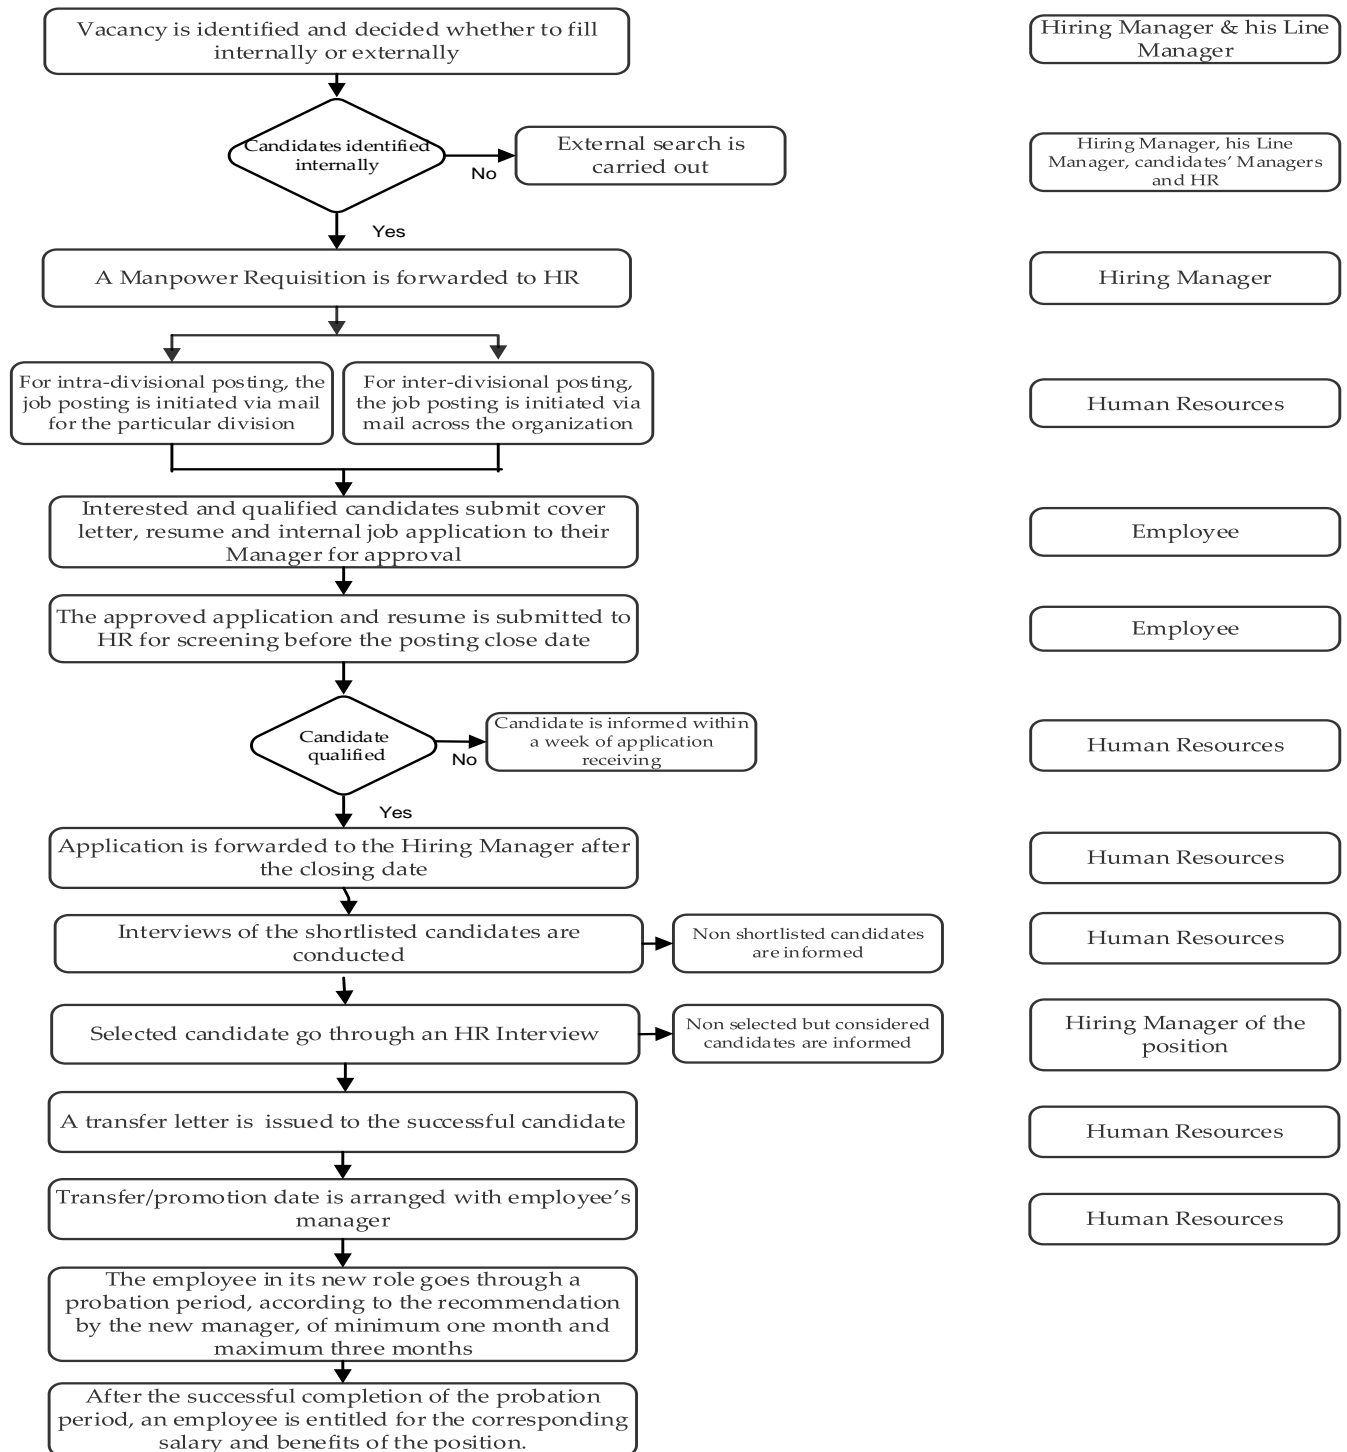 Vacancy is identified and decided whether to fill
internally or externally
Hiring Manager & his Line
Manager
Candidates identified
internally
No
External search is
carried out
Hiring Manager, his Line
Manager, candidates’ Managers
and HR
Yes
A Manpower Requisition is forwarded to HR
Hiring Manager
For intra-divisional posting, the
job posting is initiated via mail
for the particular division
For inter-divisional posting,
the job posting is initiated via
mail across the organization
Human Resources
Interested and qualified candidates submit cover
letter, resume and internal job application to their
Manager for approval
Employee
The approved application and resume is submitted to
HR for screening before the posting close date
Employee
Candidate
qualified
No
Candidate is informed within
a week of application
receiving
Human Resources
Yes
Application is forwarded to the Hiring Manager after
the closing date
Human Resources
Interviews of the shortlisted candidates are
conducted
Non shortlisted candidates
are informed
Human Resources
Selected candidate go through an HR Interview
Non selected but considered
candidates are informed
Hiring Manager of the
position
A transfer letter is issued to the successful candidate
Human Resources
Transfer/promotion date is arranged with employee’s
manager
Human Resources
The employee in its new role goes through a
probation period, according to the recommendation
by the new manager, of minimum one month and
maximum three months
After the successful completion of the probation
period, an employee is entitled for the corresponding
salary and benefits of the position.